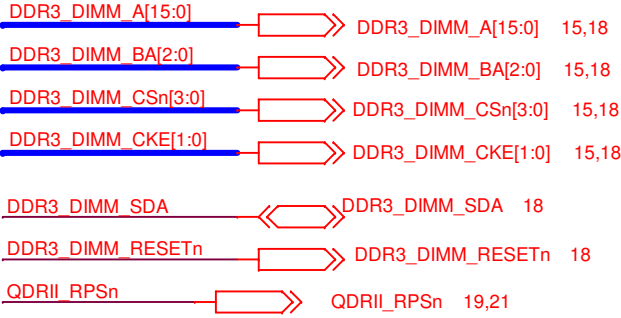 DDR3_DIMM_A[15:0] DDR3_DIMM_A[15:0] 15,18
DDR3_DIMM_BA[2:0] DDR3_DIMM_BA[2:0] 15,18
DDR3_DIMM_CSn[3:0] DDR3_DIMM_CSn[3:0] 15,18
DDR3_DIMM_CKE[1:0] DDR3_DIMM_CKE[1:0] 15,18
DDR3_DIMM_SDA DDR3_DIMM_SDA 18
DDR3_DIMM_RESETn DDR3_DIMM_RESETn 18
QDRII_RPSn QDRII_RPSn 19,21